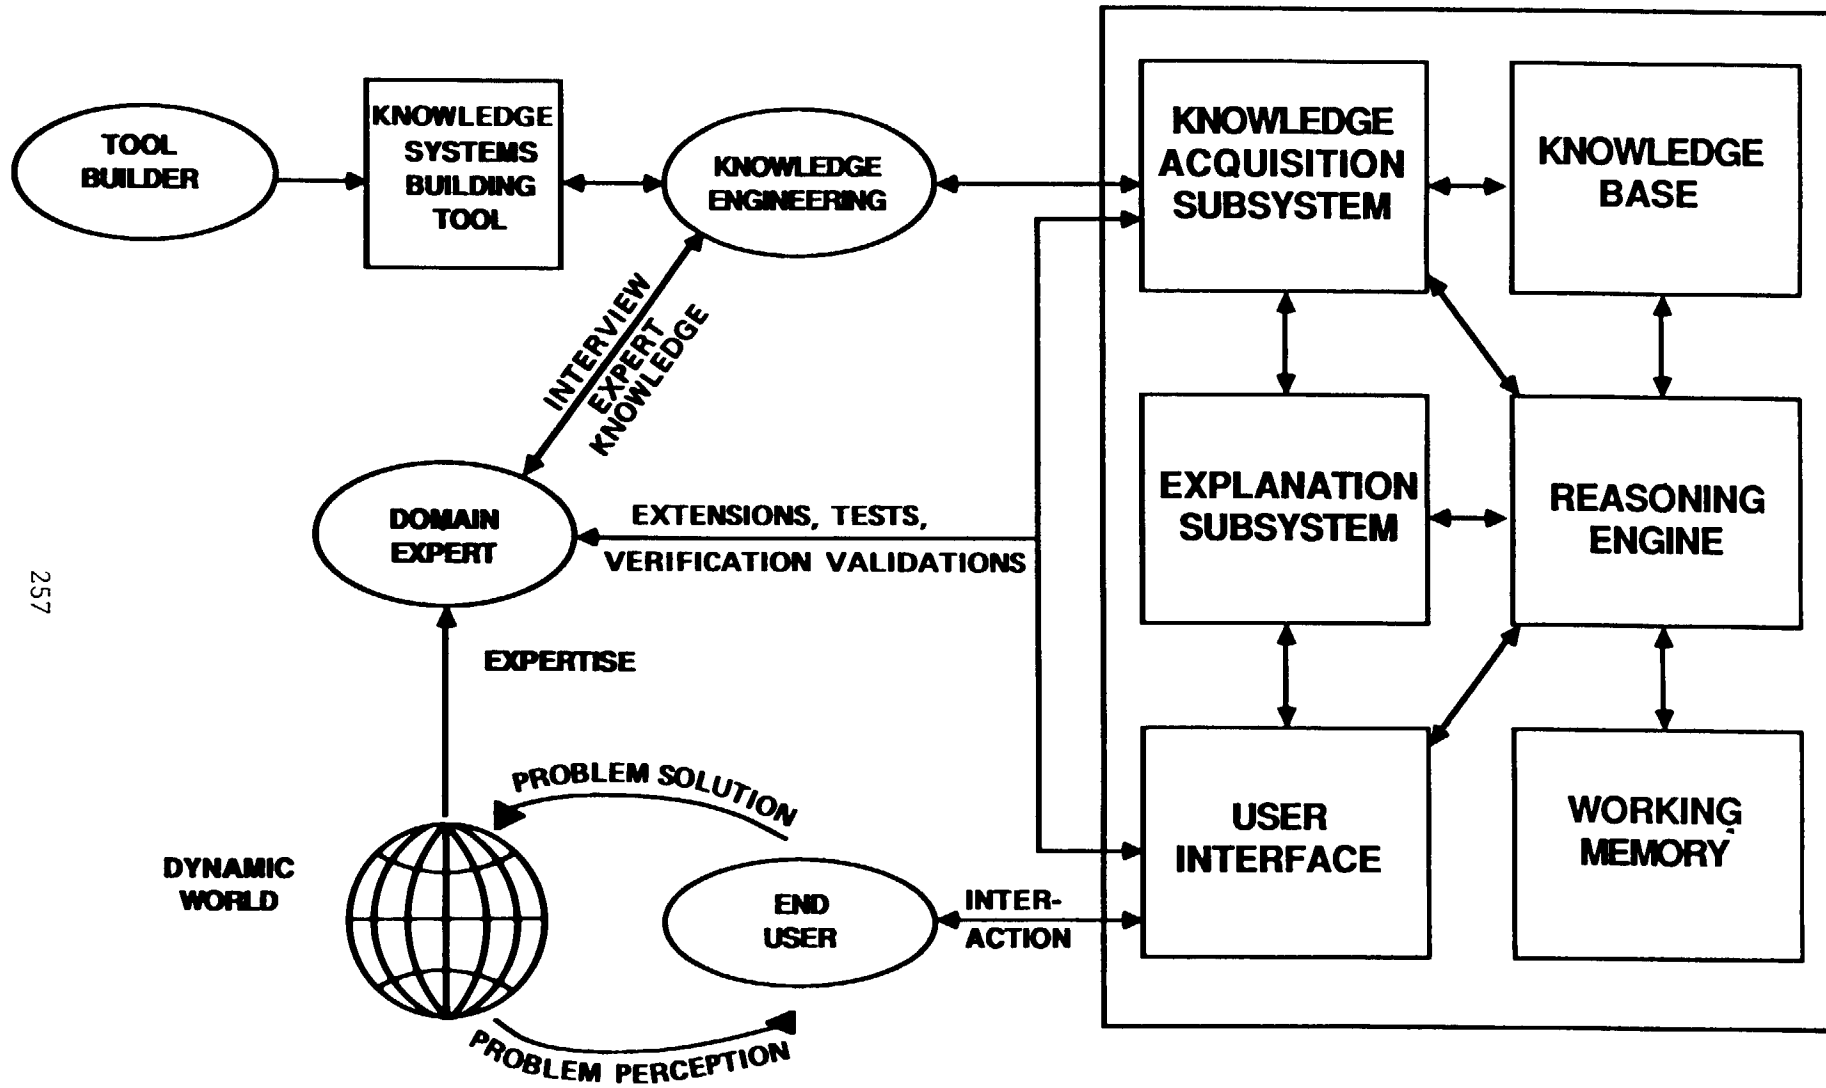 TOOL
BUILDER
KNOWLEDGE
SYSTEMS
BUILDING
TOOL
KNOWLEDGE
ENGINEERING
KNOWLEDGE
ACQUISITION
SUBSYSTEM
KNOWLEDGE
BASE
INTERVIEW
EXPERT
KNOWLEDGE
DOMAIN
EXPERT
EXTENSIONS, TESTS,
VERIFICATION VALIDATIONS
EXPLANATION
SUBSYSTEM
REASONING
ENGINE
257
EXPERTISE
PROBLEM SOLUTION
DYNAMIC
WORLD
END
USER
INTER-
ACTION
USER
INTERFACE
WORKING
MEMORY
PROBLEM PERCEPTION